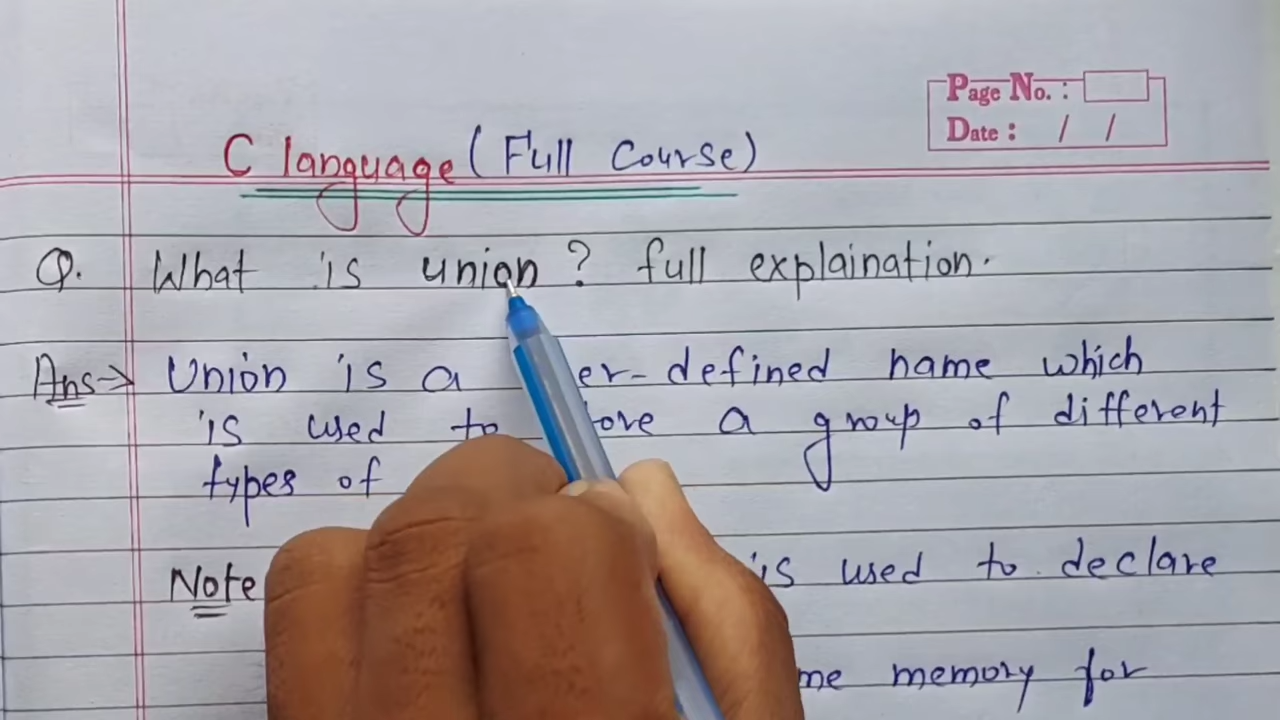 Page No. :
Date : / /
C language (Full Course)
Q. What is union ? full explaination.
Ans-> Union is a er-defined name which
is used to ore a group of different
types of
Note is used to declare
me memory for